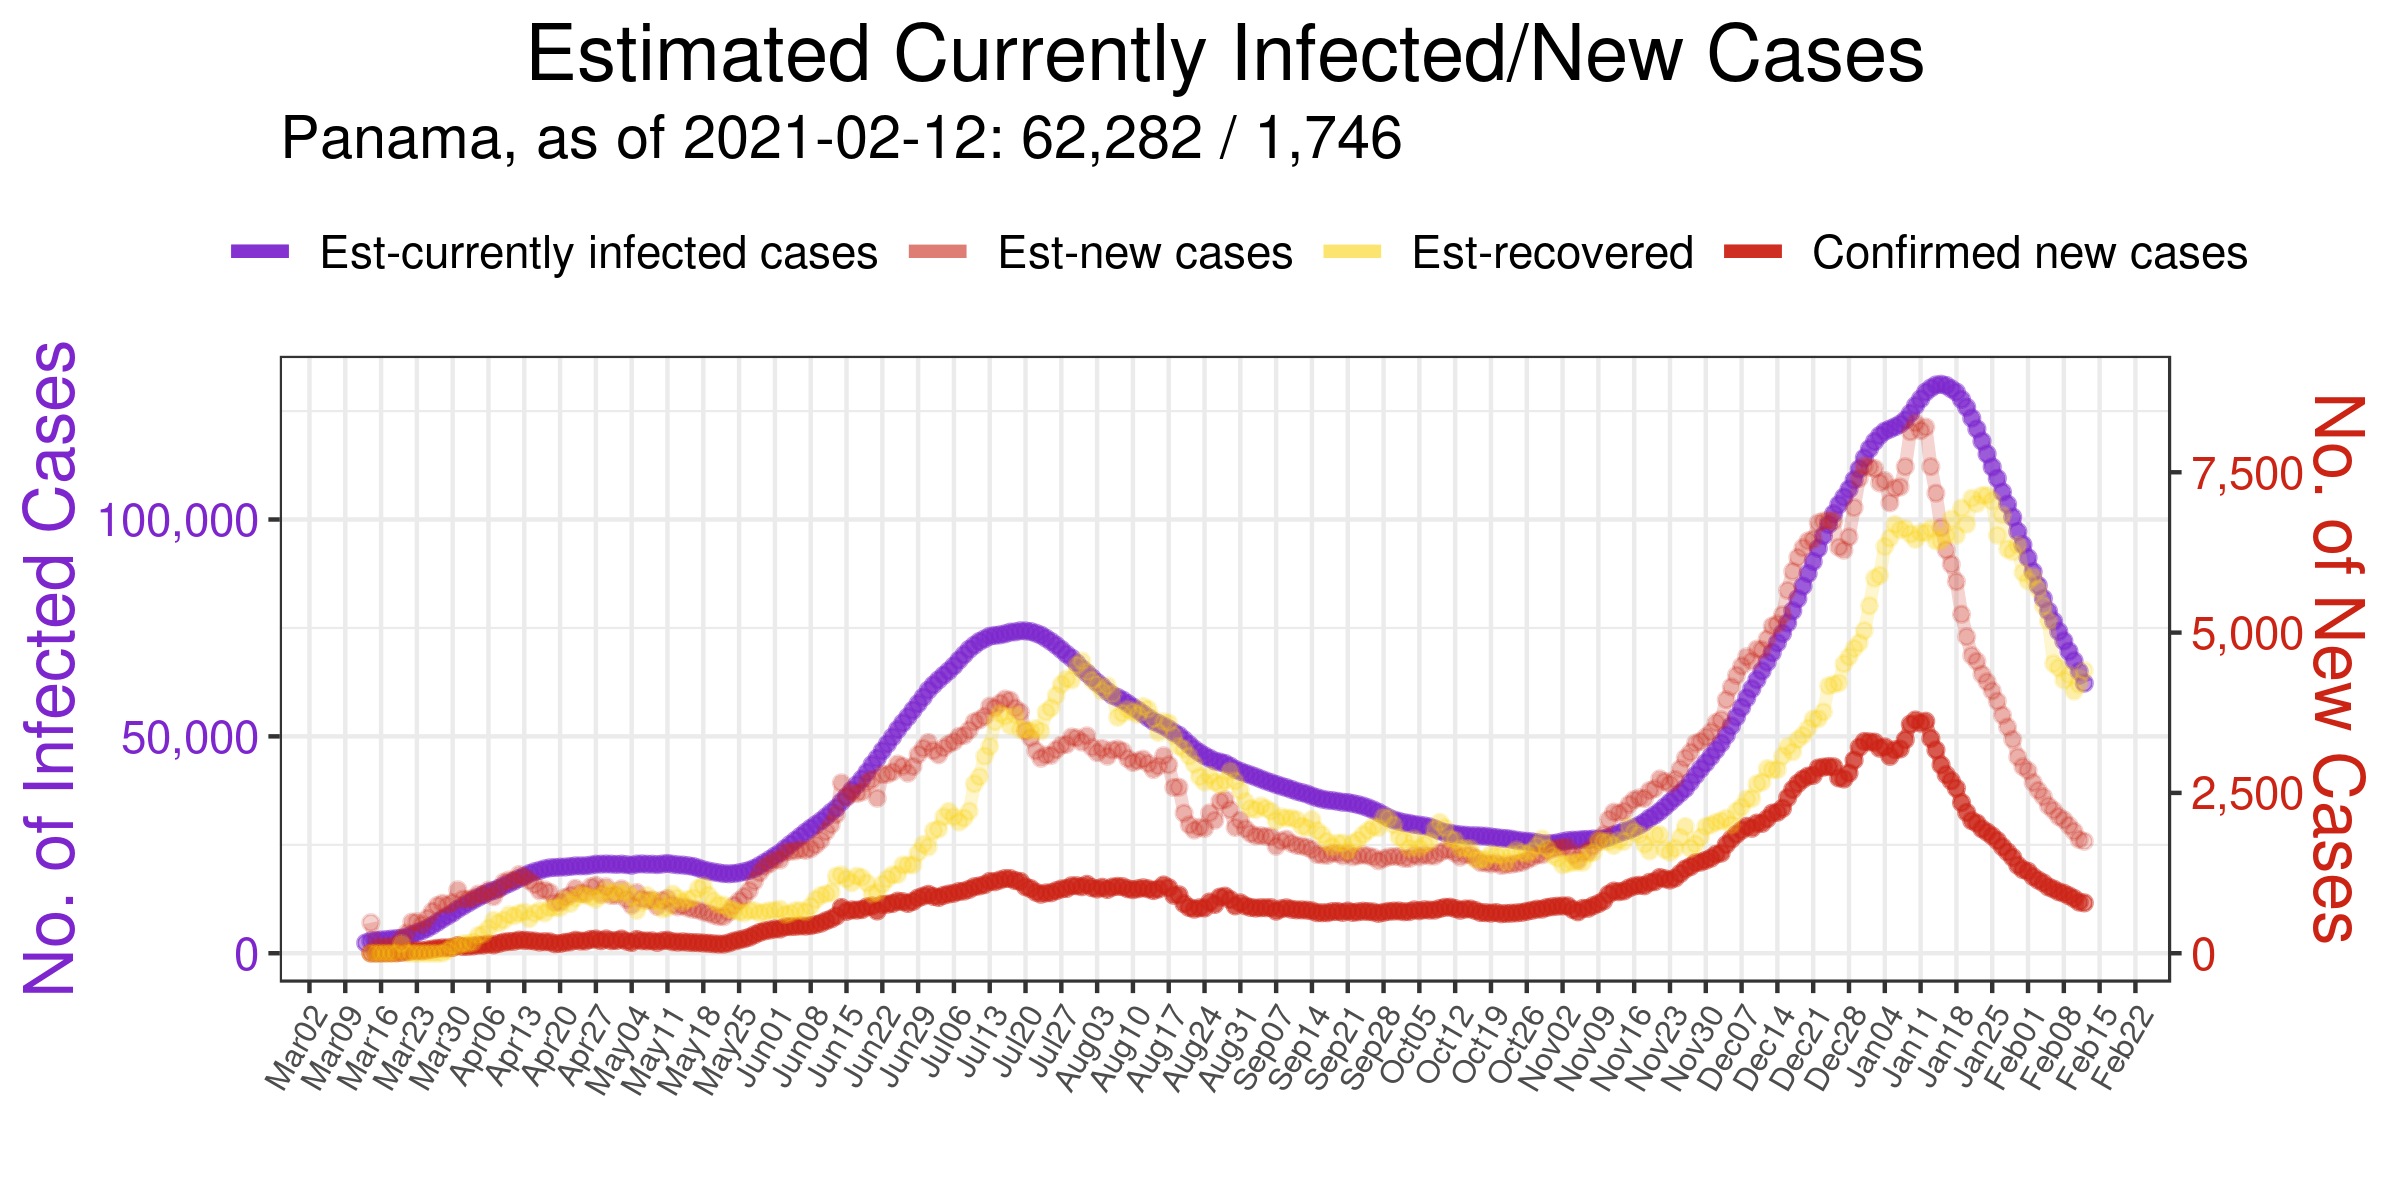 Estimated Currently Infected/New Cases
Panama, as of 2021-02-12: 62,282 / 1,746
Est-currently infected cases Est-new cases Est-recovered Confirmed new cases
No. of Infected Cases
100,000
50,000
0
7,500
5,000
2,500
0
No. of New Cases
Mar02 Mar09 Mar16 Mar23 Mar30 Apr06 Apr13 Apr20 Apr27 May04 May11 May18 May25 Jun01 Jun08 Jun15 Jun22 Jun29 Jul06 Jul13 Jul20 Jul27 Aug03 Aug10 Aug17 Aug24 Aug31 Sep07 Sep14 Sep21 Sep28 Oct05 Oct12 Oct19 Oct26 Nov02 Nov09 Nov16 Nov23 Nov30 Dec07 Dec14 Dec21 Dec28 Jan04 Jan11 Jan18 Jan25 Feb01 Feb08 Feb15 Feb22